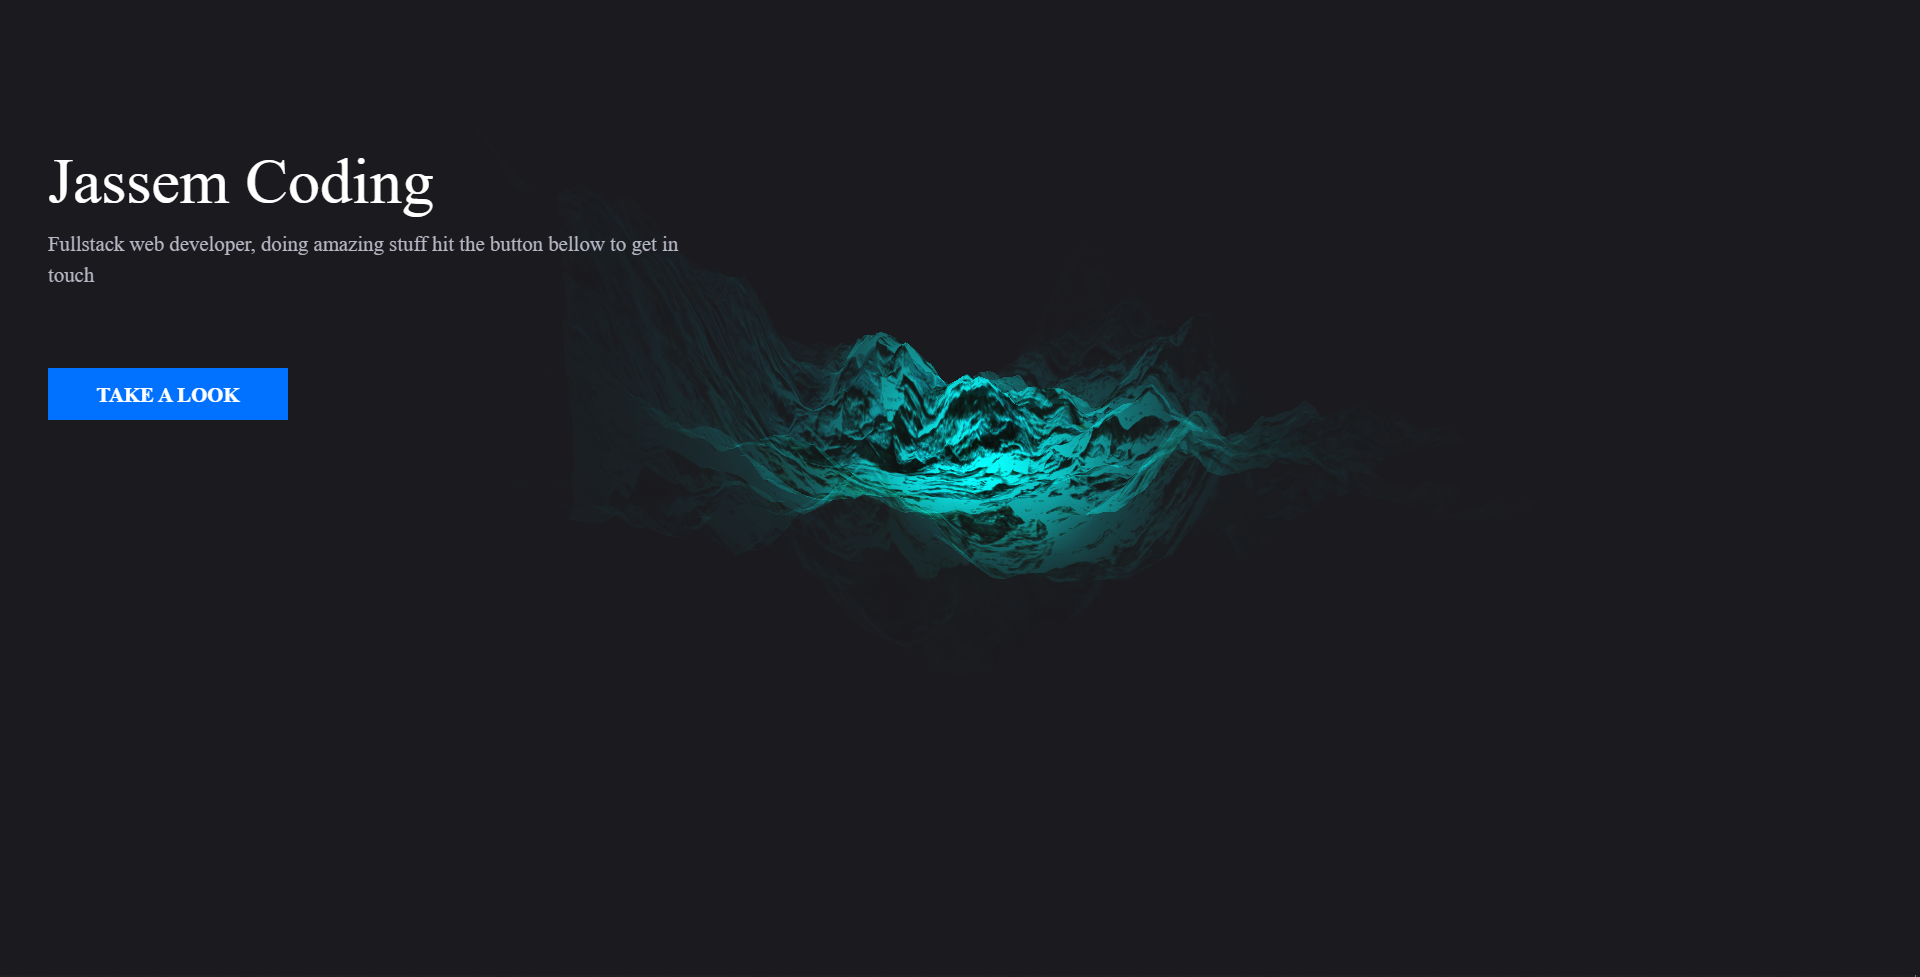 Jassem Coding
Fullstack web developer, doing amazing stuff hit the button bellow to get in
touch
TAKE A LOOK